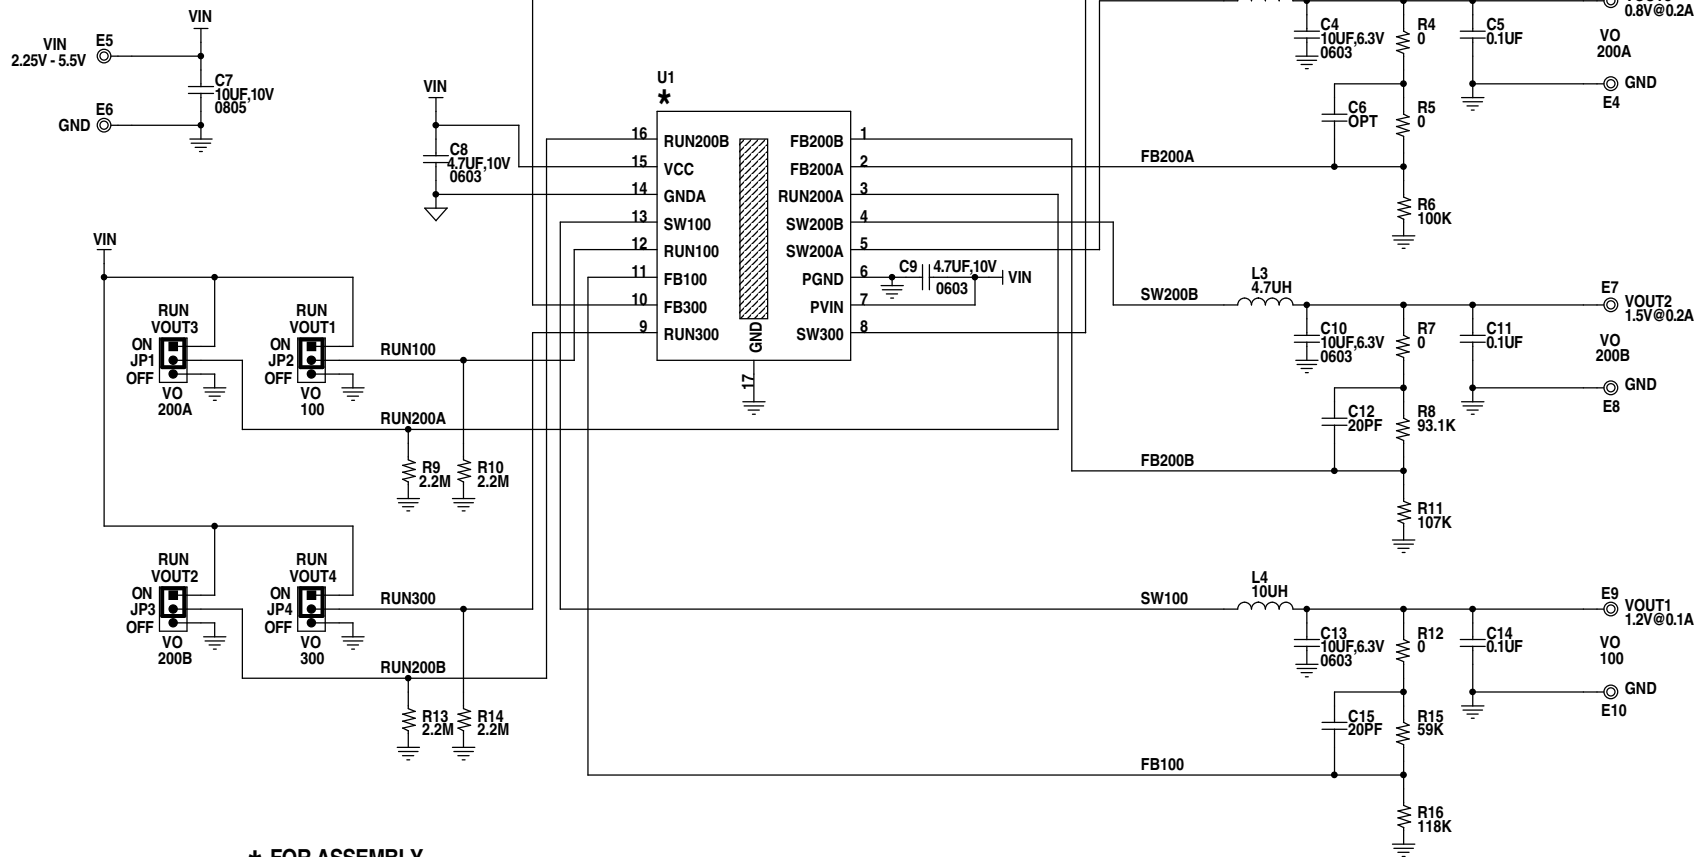 VIN
VIN
2.25V - 5.5V
E5
C7
10UF,10V
0805
E6
GND
VIN
C8
4.7UF,10V
0603
U1
*
16 RUN200B
15 VCC
14 GNDA
13 SW100
12 RUN100
11 FB100
10 FB300
9 RUN300
FB200B 1
FB200A 2
RUN200A 3
SW200B 4
SW200A 5
PGND 6
PVIN 7
SW300 8
GND
17
C9 4.7UF,10V
0603
VIN
0.8V@0.2A
C4
10UF,6.3V
0603
R4
0
C5
0.1UF
VO
200A
GND
E4
C6
OPT
R5
0
FB200A
R6
100K
SW200B
L3
4.7UH
E7
VOUT2
1.5V@0.2A
C10
10UF,6.3V
0603
R7
0
C11
0.1UF
VO
200B
GND
E8
C12
20PF
R8
93.1K
FB200B
R11
107K
SW100
L4
10UH
E9
VOUT1
1.2V@0.1A
C13
10UF,6.3V
0603
R12
0
C14
0.1UF
VO
100
GND
E10
C15
20PF
R15
59K
FB100
R16
118K
VIN
RUN
VOUT3
ON
JP1
OFF
VO
200A
RUN
VOUT1
ON
JP2
OFF
VO
100
RUN100
RUN200A
R9
2.2M
R10
2.2M
RUN
VOUT2
ON
JP3
OFF
VO
200B
RUN
VOUT4
ON
JP4
OFF
VO
300
RUN300
RUN200B
R13
2.2M
R14
2.2M
* FOR ASSEMBLY